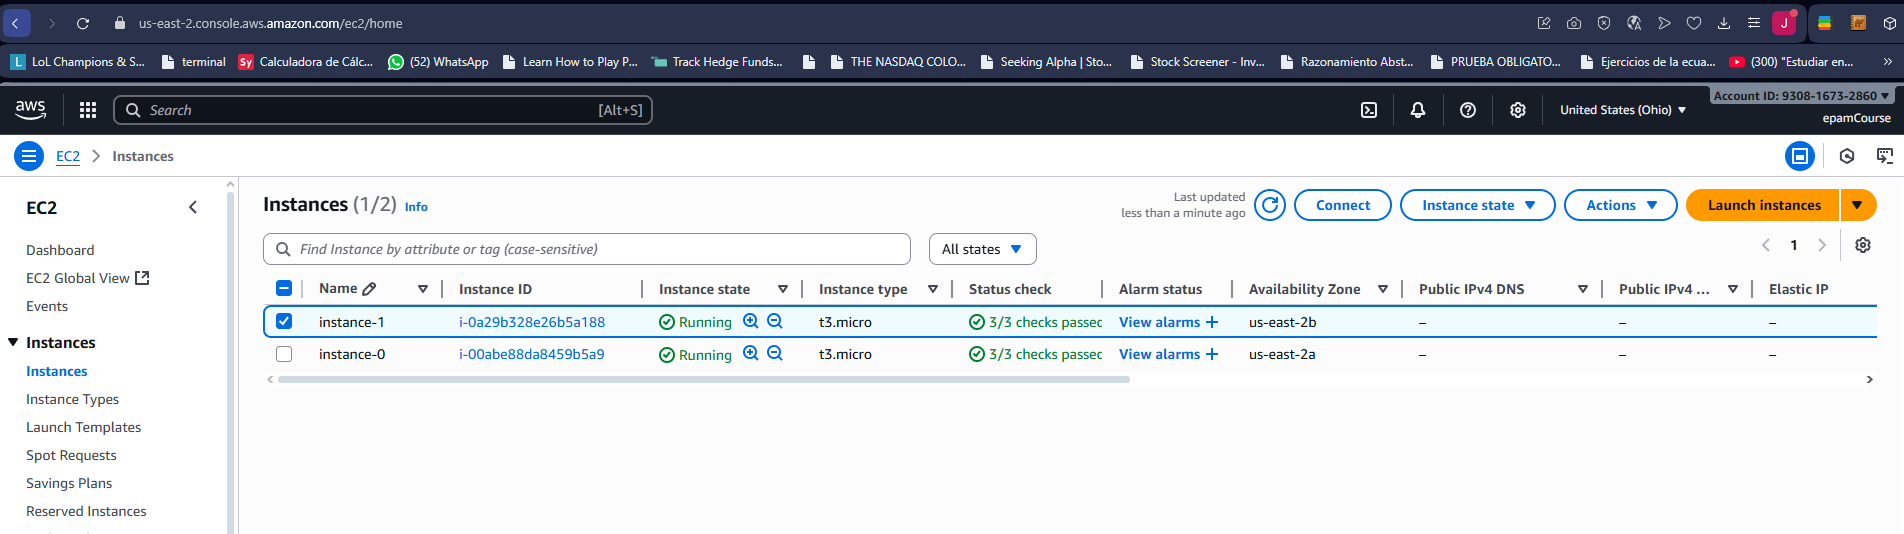 us-east-2.console.aws.amazon.com/ec2/home
J
L LoL Champions & S... terminal Sy Calculadora de Cálc... (52) WhatsApp Learn How to Play P... Track Hedge Funds... THE NASDAQ COLO... Seeking Alpha | Sto... Stock Screener - Inv... Razonamiento Abst... PRUEBA OBLIGATO... Ejercicios de la ecua... (300) "Estudiar en... »
aws Search [Alt+S] United States (Ohio) Account ID: 9308-1673-2860
epamCourse
EC2 Instances
EC2
Dashboard
EC2 Global View
Events
Instances
Instances
Instance Types
Launch Templates
Spot Requests
Savings Plans
Reserved Instances
Instances (1/2) Info
Last updated
less than a minute ago
Connect Instance state Actions Launch instances
Find Instance by attribute or tag (case-sensitive) All states 1
Name Instance ID Instance state Instance type Status check Alarm status Availability Zone Public IPv4 DNS Public IPv4 ... Elastic IP
instance-1 i-0a29b328e26b5a188 Running t3.micro 3/3 checks passec View alarms + us-east-2b – – –
instance-0 i-00abe88da8459b5a9 Running t3.micro 3/3 checks passec View alarms + us-east-2a – – –